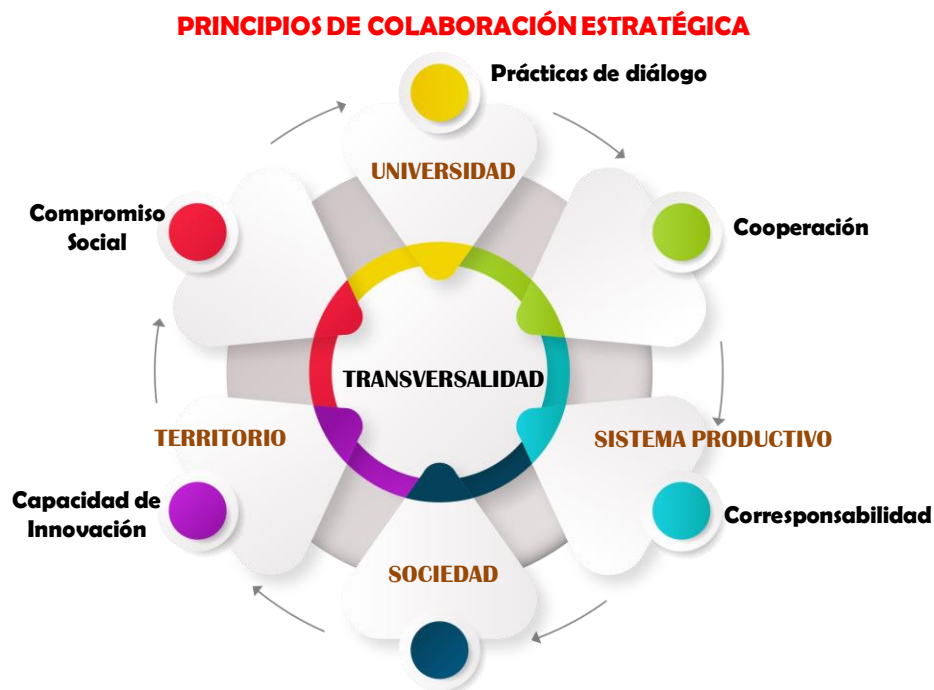 PRINCIPIOS DE COLABORACIÓN ESTRATÉGICA
Prácticas de diálogo
UNIVERSIDAD
Compromiso
Social
Cooperación
TRANSVERSALIDAD
TERRITORIO
SISTEMA PRODUCTIVO
Capacidad de
Innovación
Corresponsabilidad
SOCIEDAD